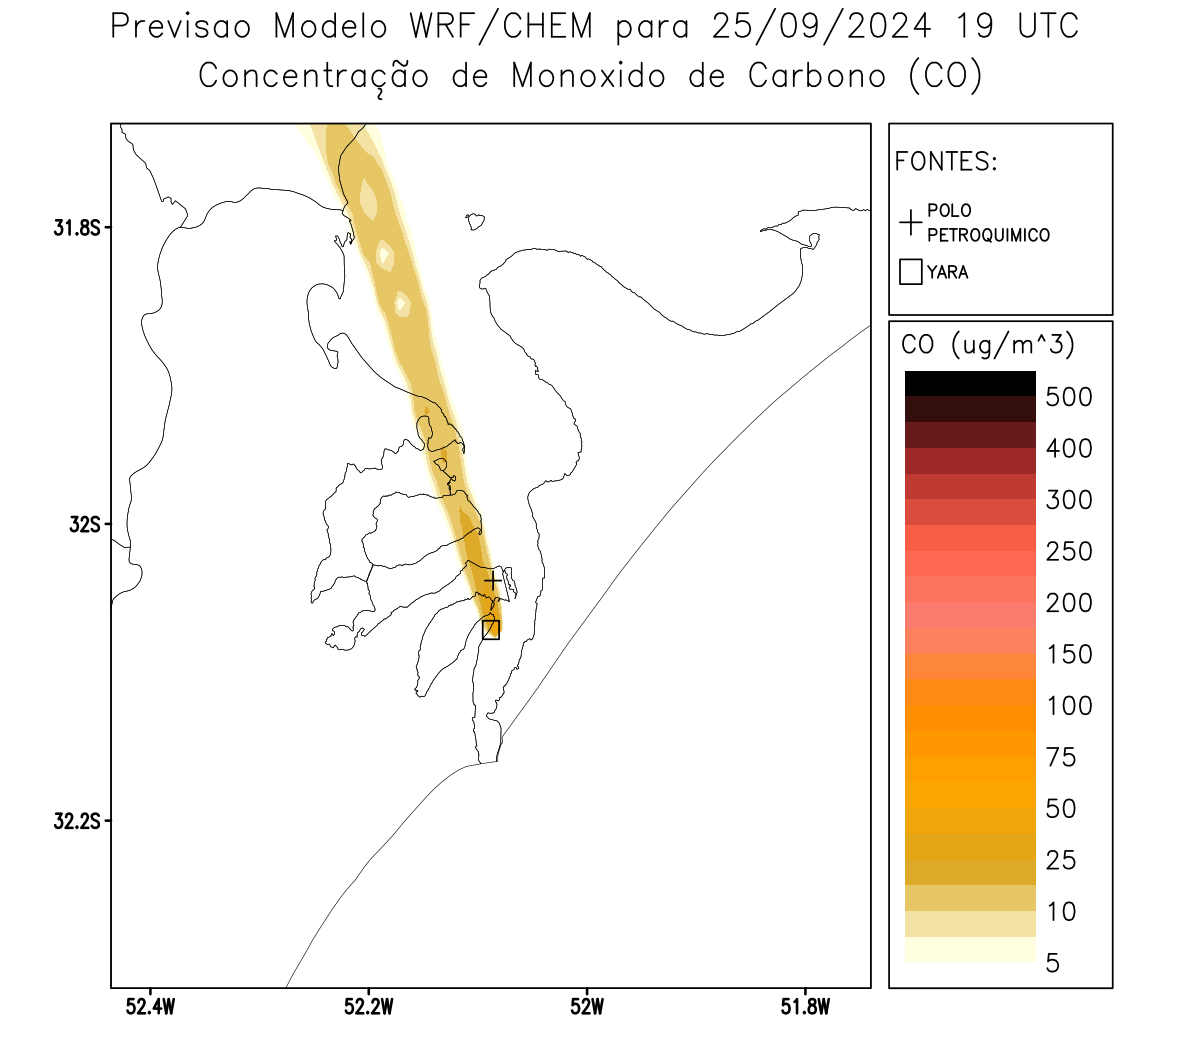 Previsao Modelo WRF/CHEM para 25/09/2024 19 UTC
Concentração de Monoxido de Carbono (CO)
FONTES:
POLO
PETROQUIMICO
YARA
CO (ug/m^3)
500
400
300
250
200
150
100
75
50
25
10
5
31.8S
32S
32.2S
52.4W
52.2W
52W
51.8W